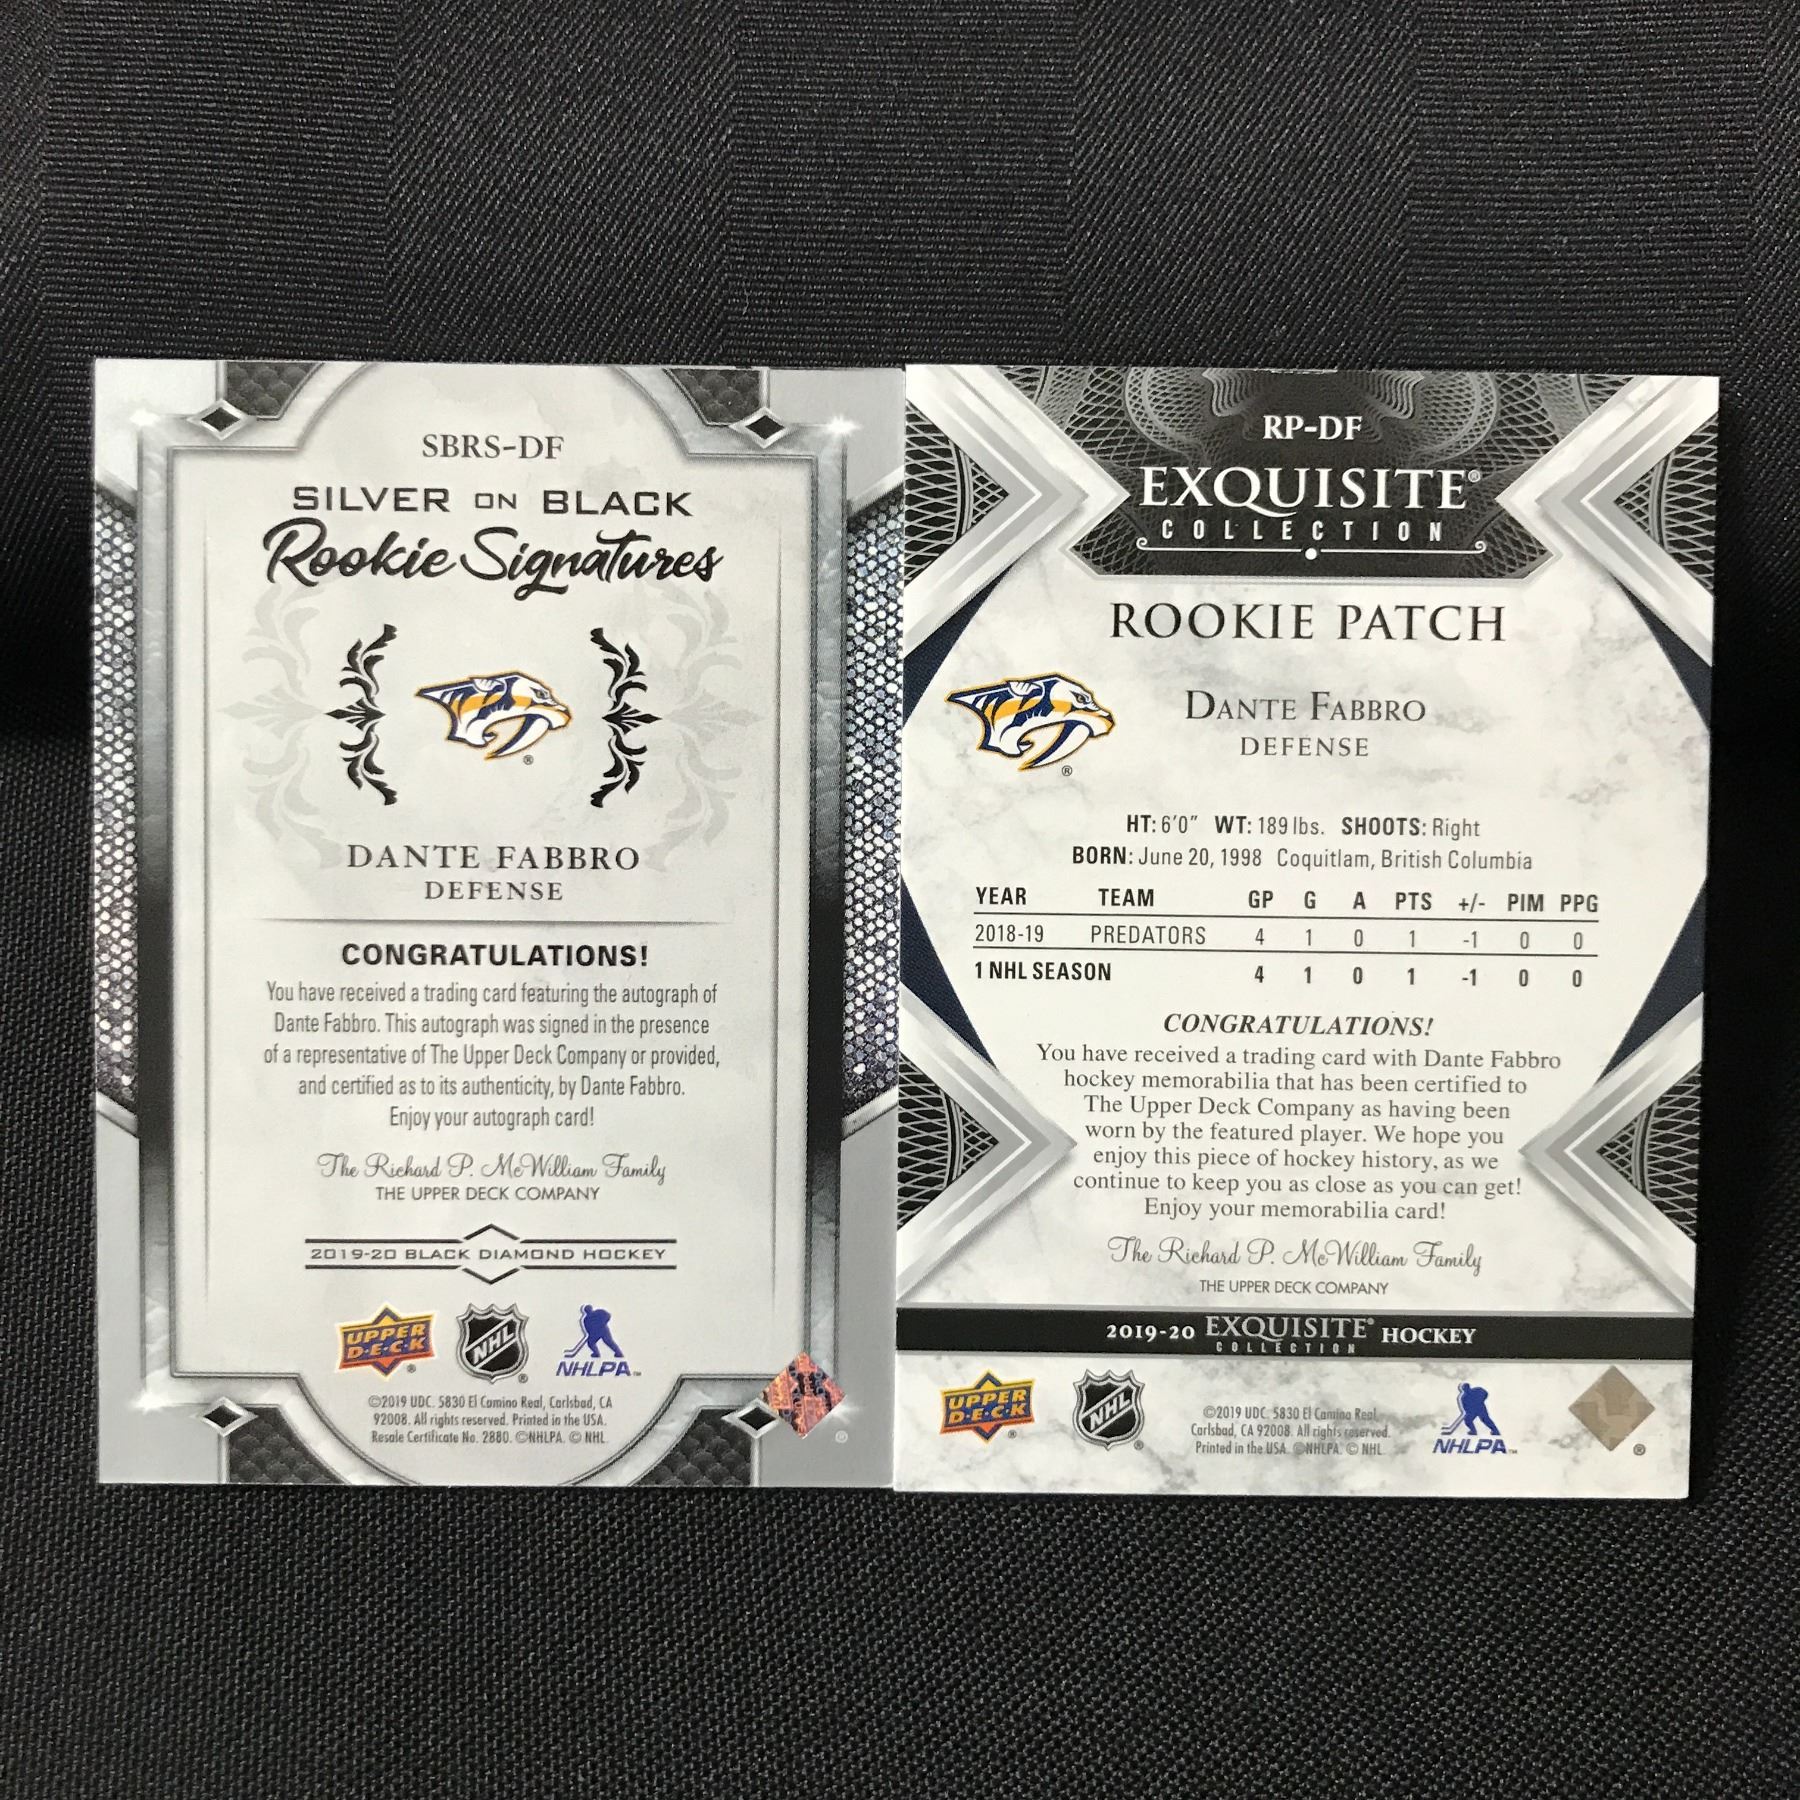 SBRS-DF
SILVER ON BLACK
Rookie Signatures
®
DANTE FABBRO
DEFENSE
CONGRATULATIONS!
You have received a trading card featuring the autograph of
Dante Fabbro. This autograph was signed in the presence
of a representative of The Upper Deck Company or provided,
and certified as to its authenticity, by Dante Fabbro.
Enjoy your autograph card!
The Richard P. McWilliam Family
THE UPPER DECK COMPANY
2019-20 BLACK DIAMOND HOCKEY
UPPER
D·E·C·K
®
NHL
®
NHLPA
©2019 UDC. 5830 El Camino Real, Carlsbad, CA
92008. All rights reserved. Printed in the USA.
Resale Certificate No. 2880. ©NHLPA. © NHL.
®
RP-DF
EXQUISITE®
COLLECTION
ROOKIE PATCH
®
DANTE FABBRO
DEFENSE
HT: 6'0" WT: 189 lbs. SHOOTS: Right
BORN: June 20, 1998 Coquitlam, British Columbia
YEAR TEAM GP G A PTS +/- PIM PPG
2018-19 PREDATORS 4 1 0 1 -1 0 0
1 NHL SEASON 4 1 0 1 -1 0 0
CONGRATULATIONS!
You have received a trading card with Dante Fabbro
hockey memorabilia that has been certified to
The Upper Deck Company as having been
worn by the featured player. We hope you
enjoy this piece of hockey history, as we
continue to keep you as close as you can get!
Enjoy your memorabilia card!
The Richard P. McWilliam Family
THE UPPER DECK COMPANY
2019-20 EXQUISITE® HOCKEY
COLLECTION
UPPER
D·E·C·K
®
NHL
®
©2019 UDC. 5830 El Camino Real,
Carlsbad, CA 92008. All rights reserved.
Printed in the USA. ©NHLPA. © NHL.
NHLPA
®